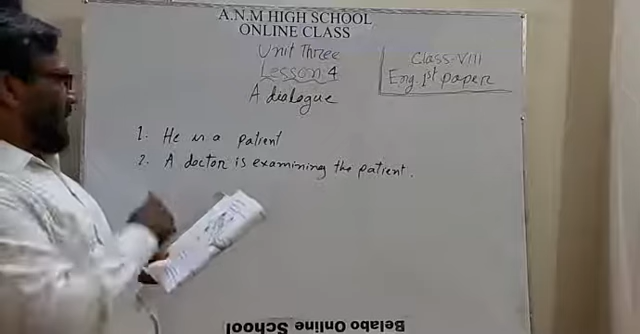 A.N.M HIGH SCHOOL
ONLINE CLASS
Unit Three
Lesson-4
A dialogue
Class-VIII
Eng. 1st paper
1. He is a patient
2. A doctor is examining the patient.
Belabo Online School